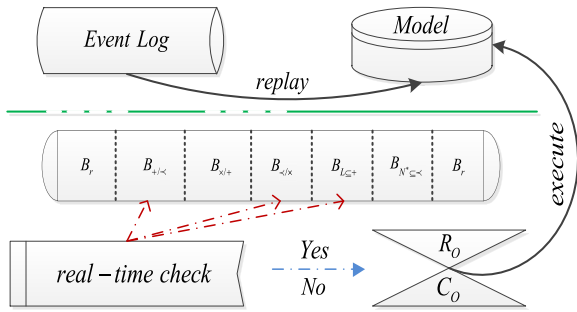 Event Log
Model
replay
B_r B_{+/≺} B_{×/+} B_{≺/×} B_{L⊆+} B_{N*⊆≺} B_r
execute
real-time check
Yes
No
R_O
C_O